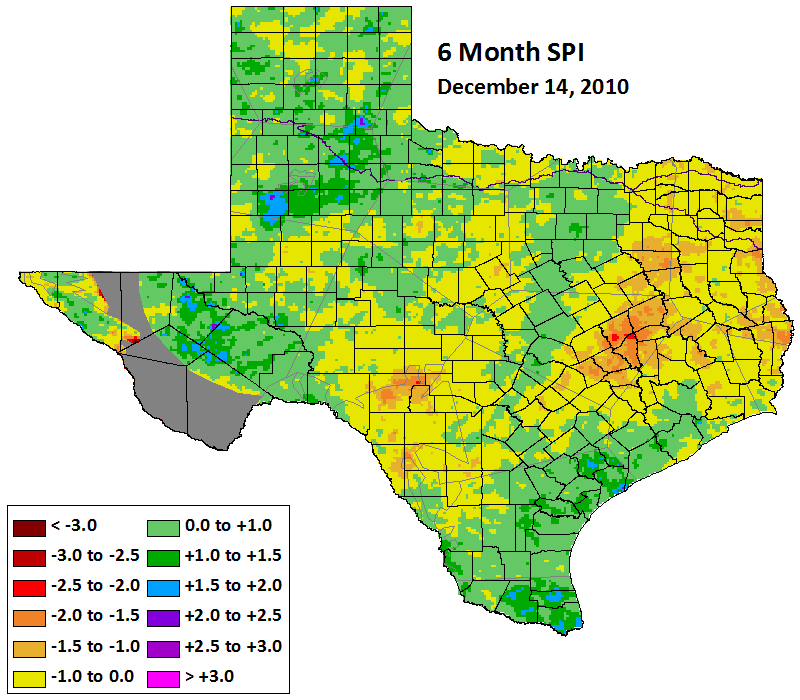 6 Month SPI
December 14, 2010
< -3.0
-3.0 to -2.5
-2.5 to -2.0
-2.0 to -1.5
-1.5 to -1.0
-1.0 to 0.0
0.0 to +1.0
+1.0 to +1.5
+1.5 to +2.0
+2.0 to +2.5
+2.5 to +3.0
> +3.0